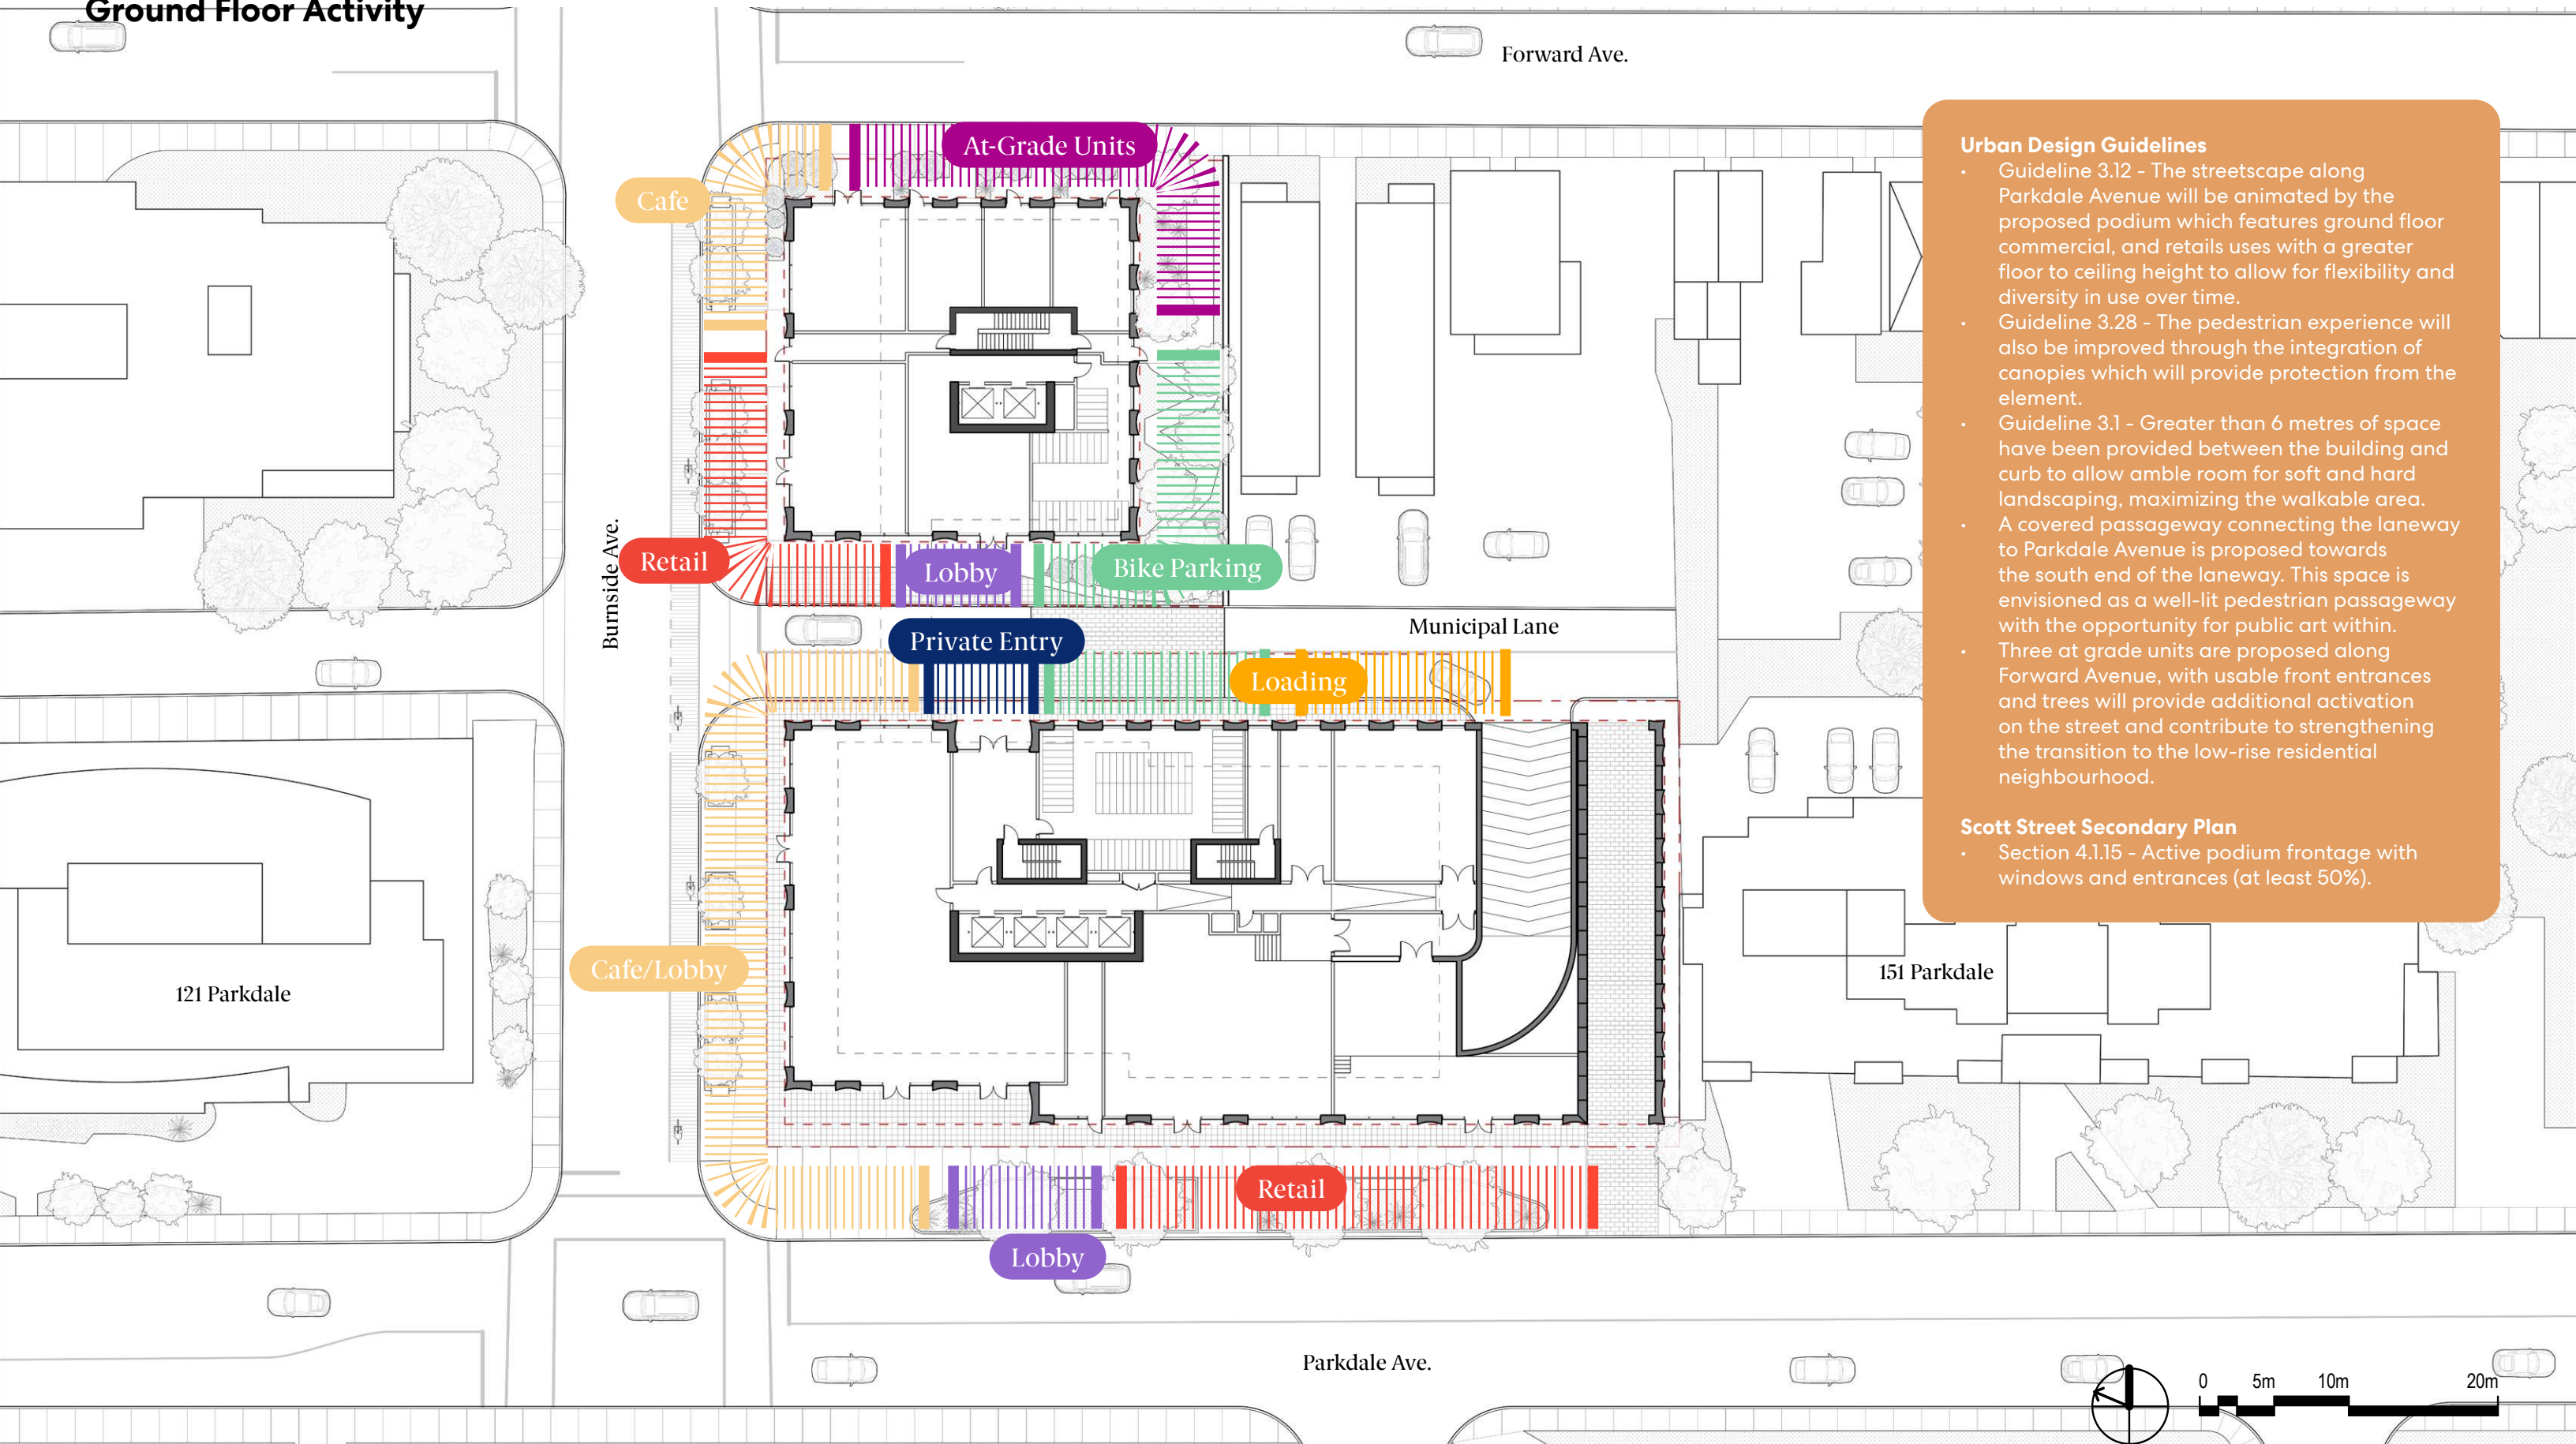 Ground Floor Activity
Forward Ave.
At-Grade Units
Cafe
Burnside Ave.
Retail
Lobby
Bike Parking
Municipal Lane
Private Entry
Loading
Cafe/Lobby
121 Parkdale
151 Parkdale
Retail
Lobby
Parkdale Ave.
Urban Design Guidelines
• Guideline 3.12 - The streetscape along
Parkdale Avenue will be animated by the
proposed podium which features ground floor
commercial, and retails uses with a greater
floor to ceiling height to allow for flexibility and
diversity in use over time.
• Guideline 3.28 - The pedestrian experience will
also be improved through the integration of
canopies which will provide protection from the
element.
• Guideline 3.1 - Greater than 6 metres of space
have been provided between the building and
curb to allow amble room for soft and hard
landscaping, maximizing the walkable area.
• A covered passageway connecting the laneway
to Parkdale Avenue is proposed towards
the south end of the laneway. This space is
envisioned as a well-lit pedestrian passageway
with the opportunity for public art within.
• Three at grade units are proposed along
Forward Avenue, with usable front entrances
and trees will provide additional activation
on the street and contribute to strengthening
the transition to the low-rise residential
neighbourhood.
Scott Street Secondary Plan
• Section 4.1.15 - Active podium frontage with
windows and entrances (at least 50%).
0 5m 10m 20m